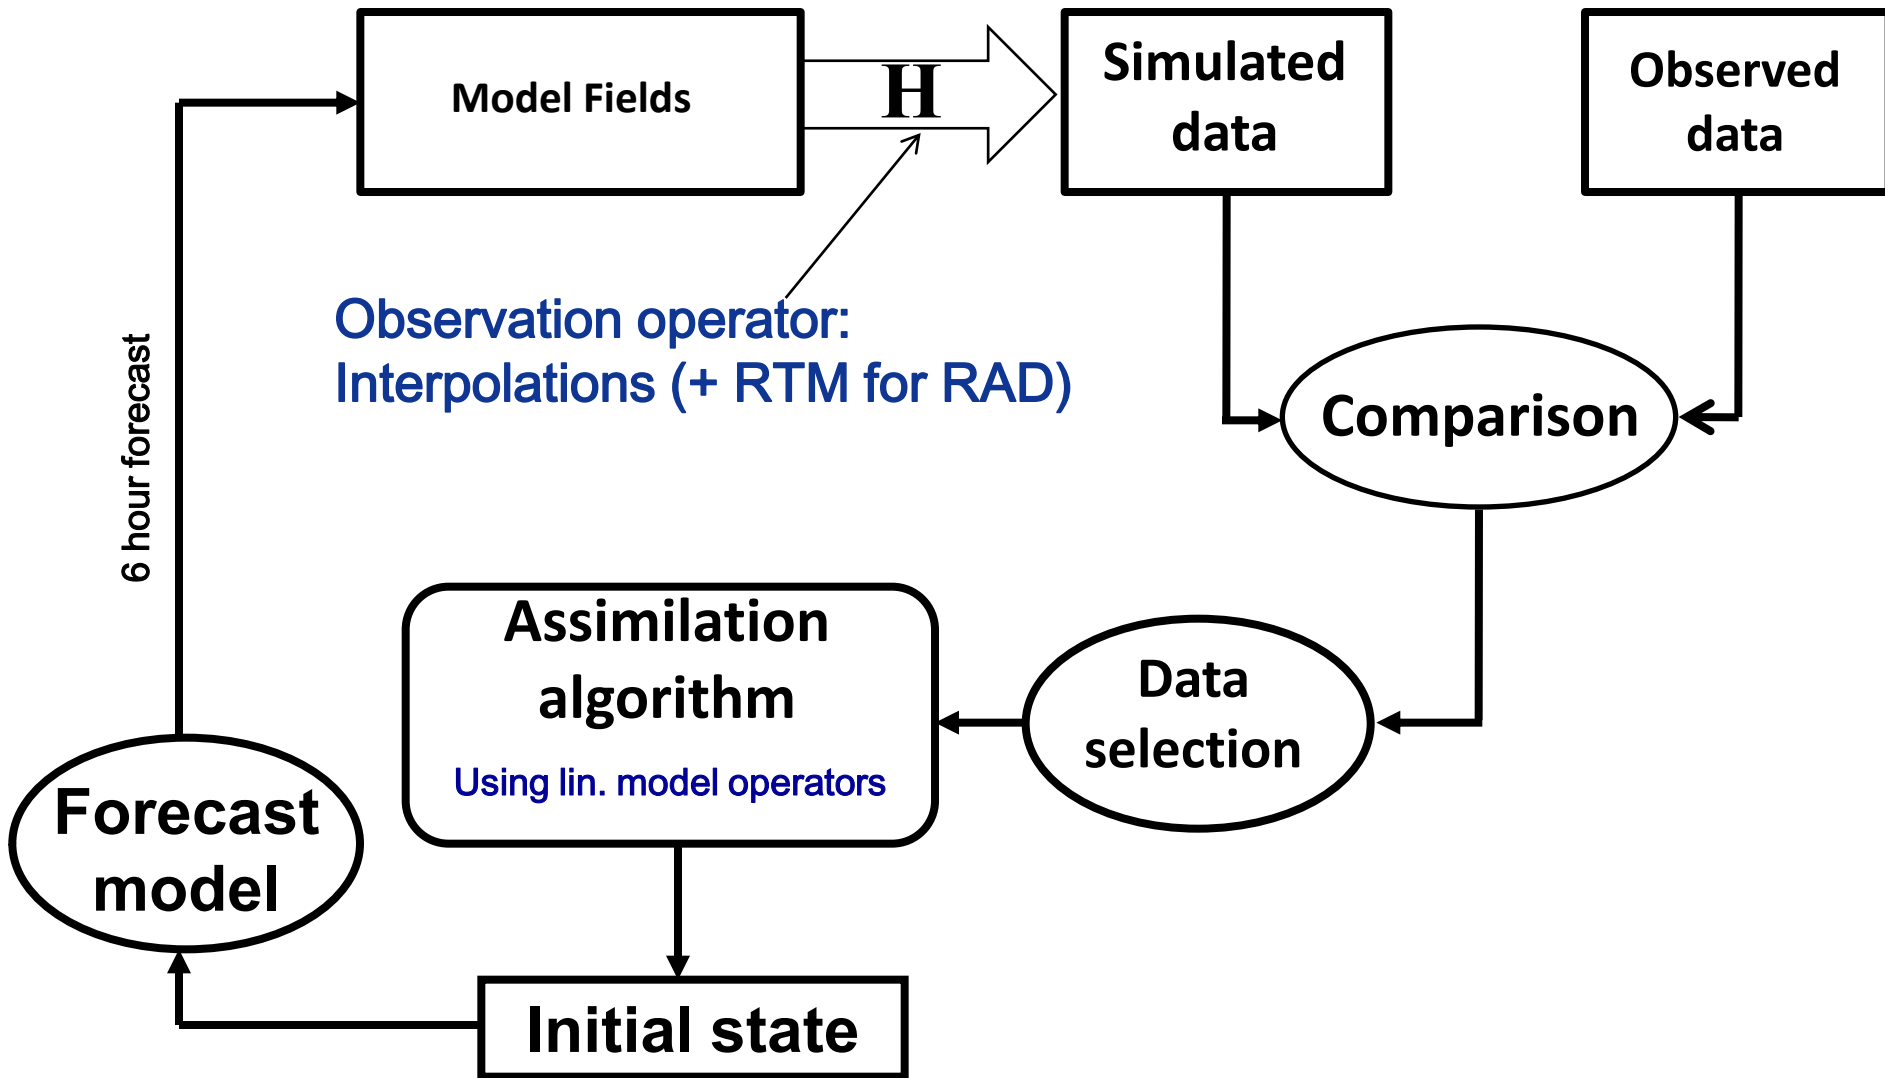 Model Fields
H
Simulated
data
Observed
data
Observation operator:
Interpolations (+ RTM for RAD)
6 hour forecast
Comparison
Assimilation
algorithm
Using lin. model operators
Data
selection
Forecast
model
Initial state